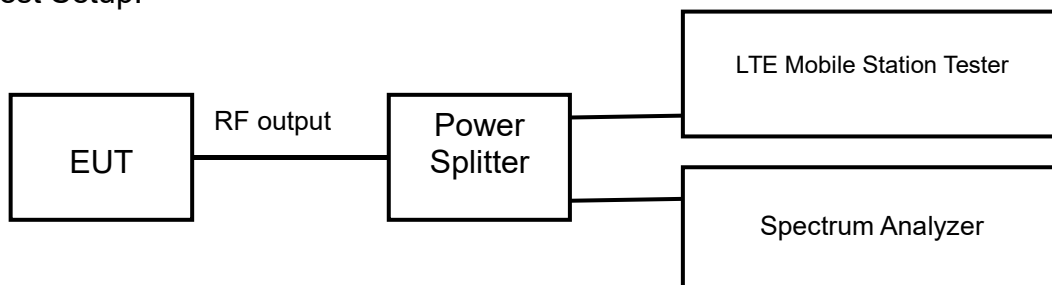 RF output
EUT
Power
Splitter
LTE Mobile Station Tester
Spectrum Analyzer